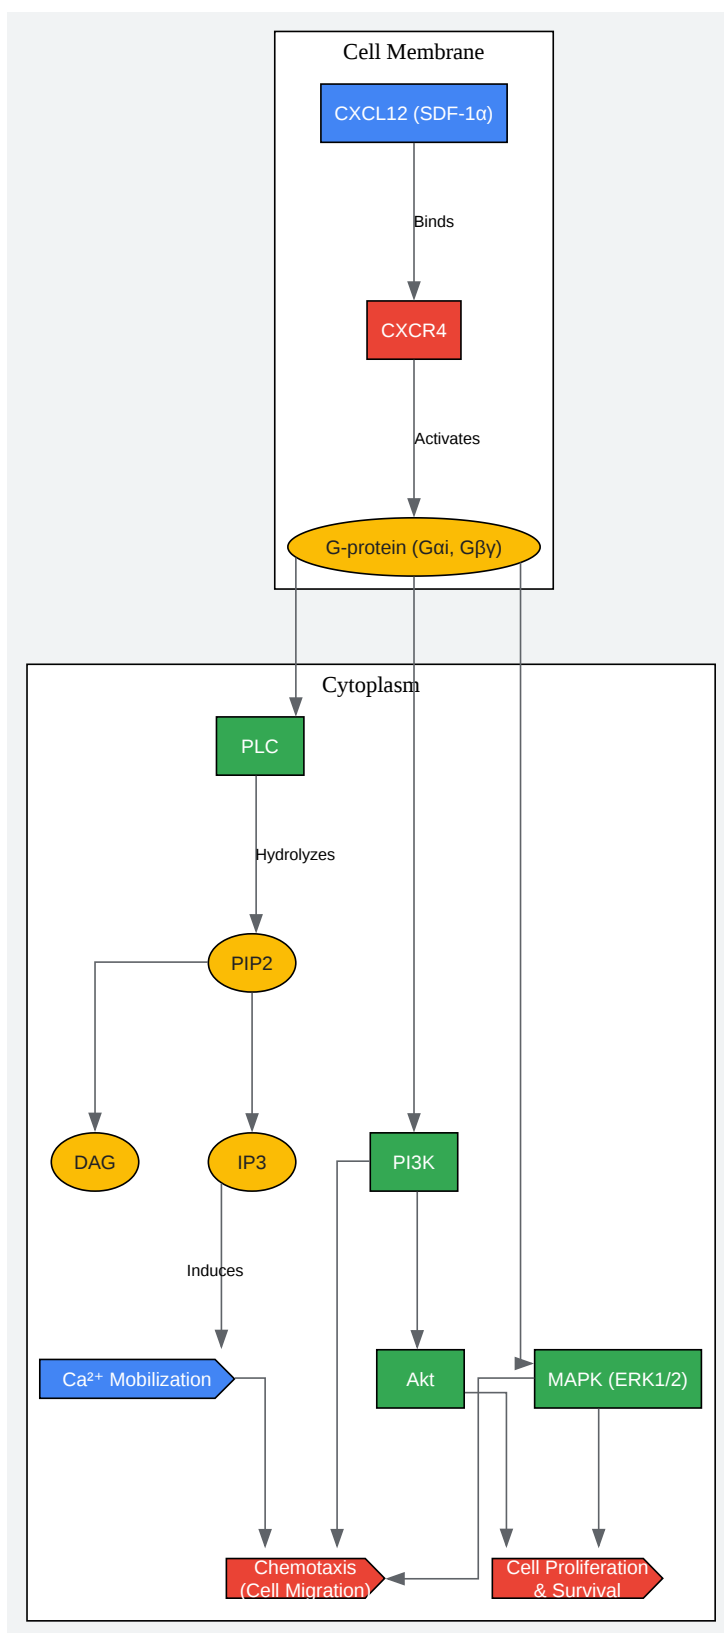 Cell Membrane
CXCL12 (SDF-1α)
Binds
CXCR4
Activates
G-protein (Gαi, Gβγ)
Cytoplasm
PLC
Hydrolyzes
PIP2
DAG
IP3
PI3K
Induces
Ca²⁺ Mobilization
Akt
MAPK (ERK1/2)
Chemotaxis
(Cell Migration)
Cell Proliferation
& Survival